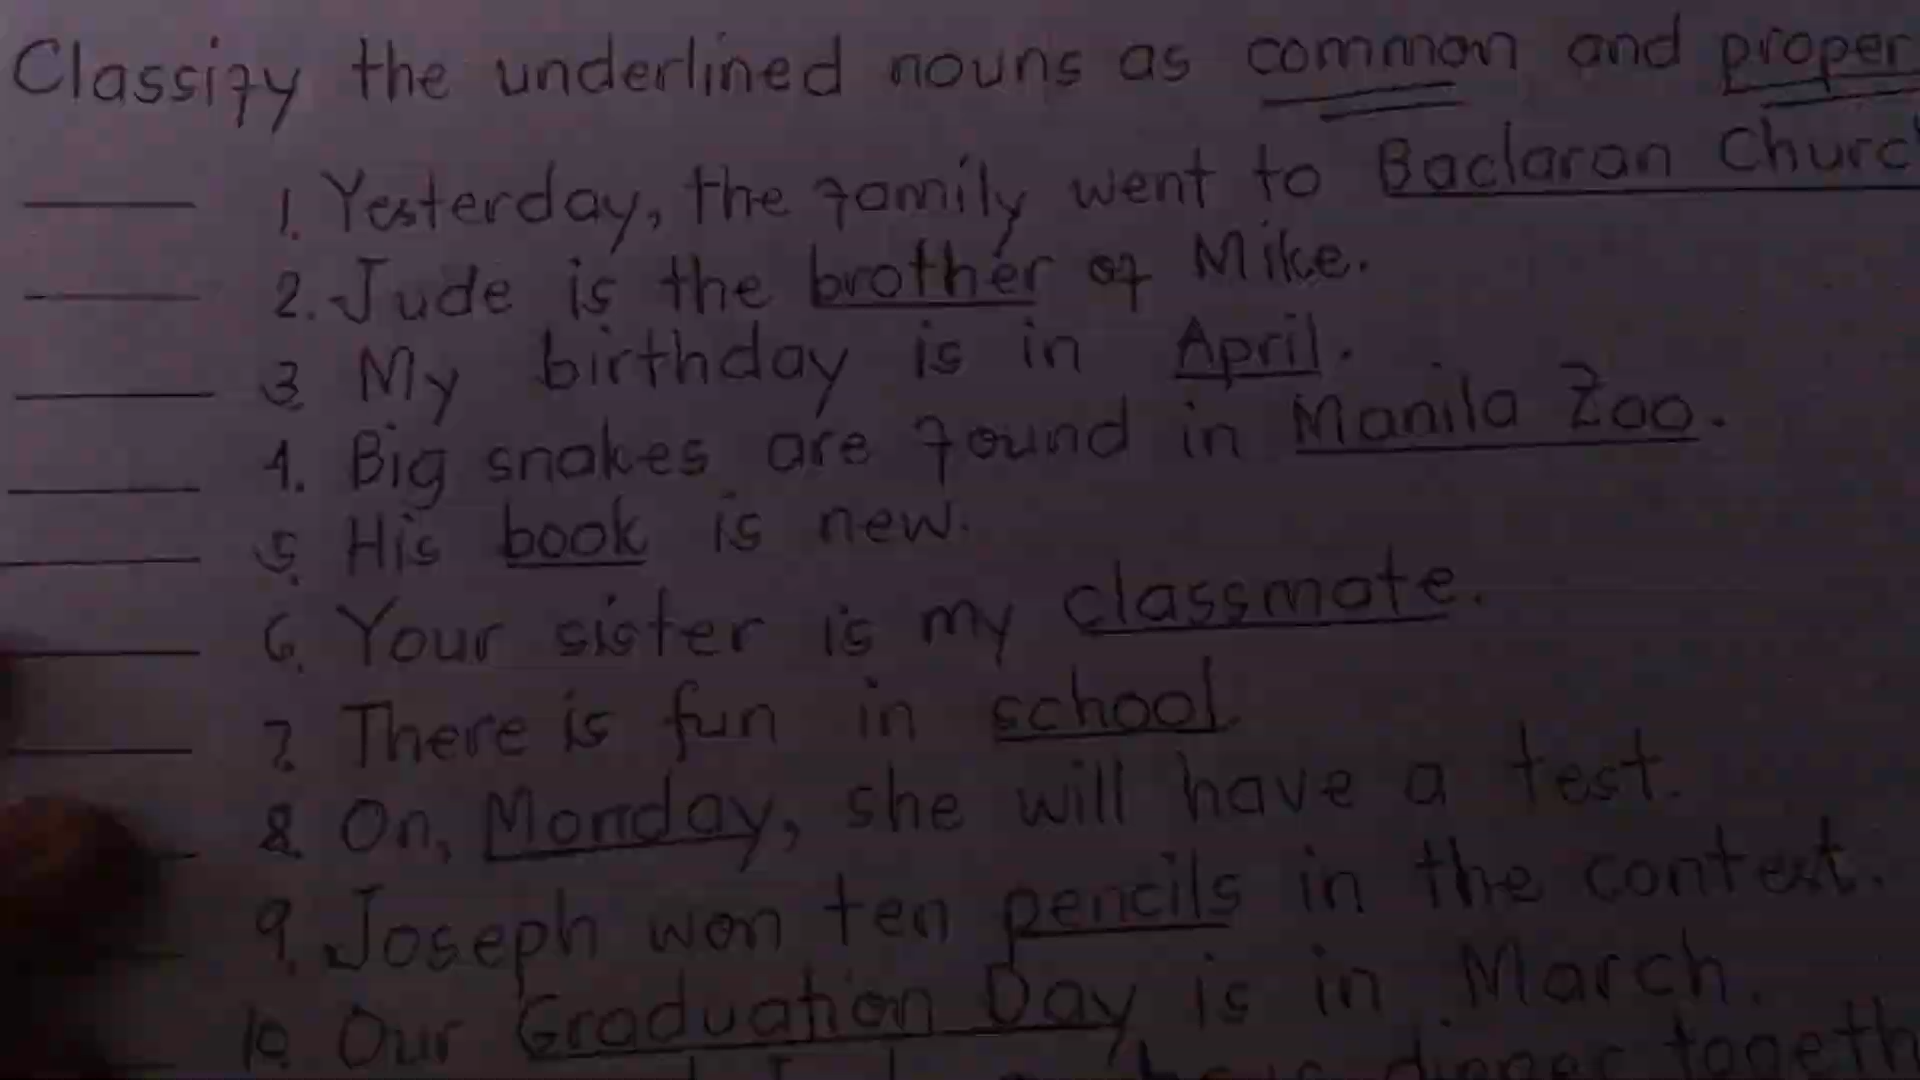 Classify the underlined nouns as common and proper
1. Yesterday, the family went to Baclaran Church
2. Jude is the brother of Mike.
3. My birthday is in April.
4. Big snakes are found in Manila Zoo.
5. His book is new.
6. Your sister is my classmate.
7. There is fun in school.
8. On, Monday, she will have a test.
9. Joseph won ten pencils in the contest.
10. Our Graduation Day is in March.
dinner togeth